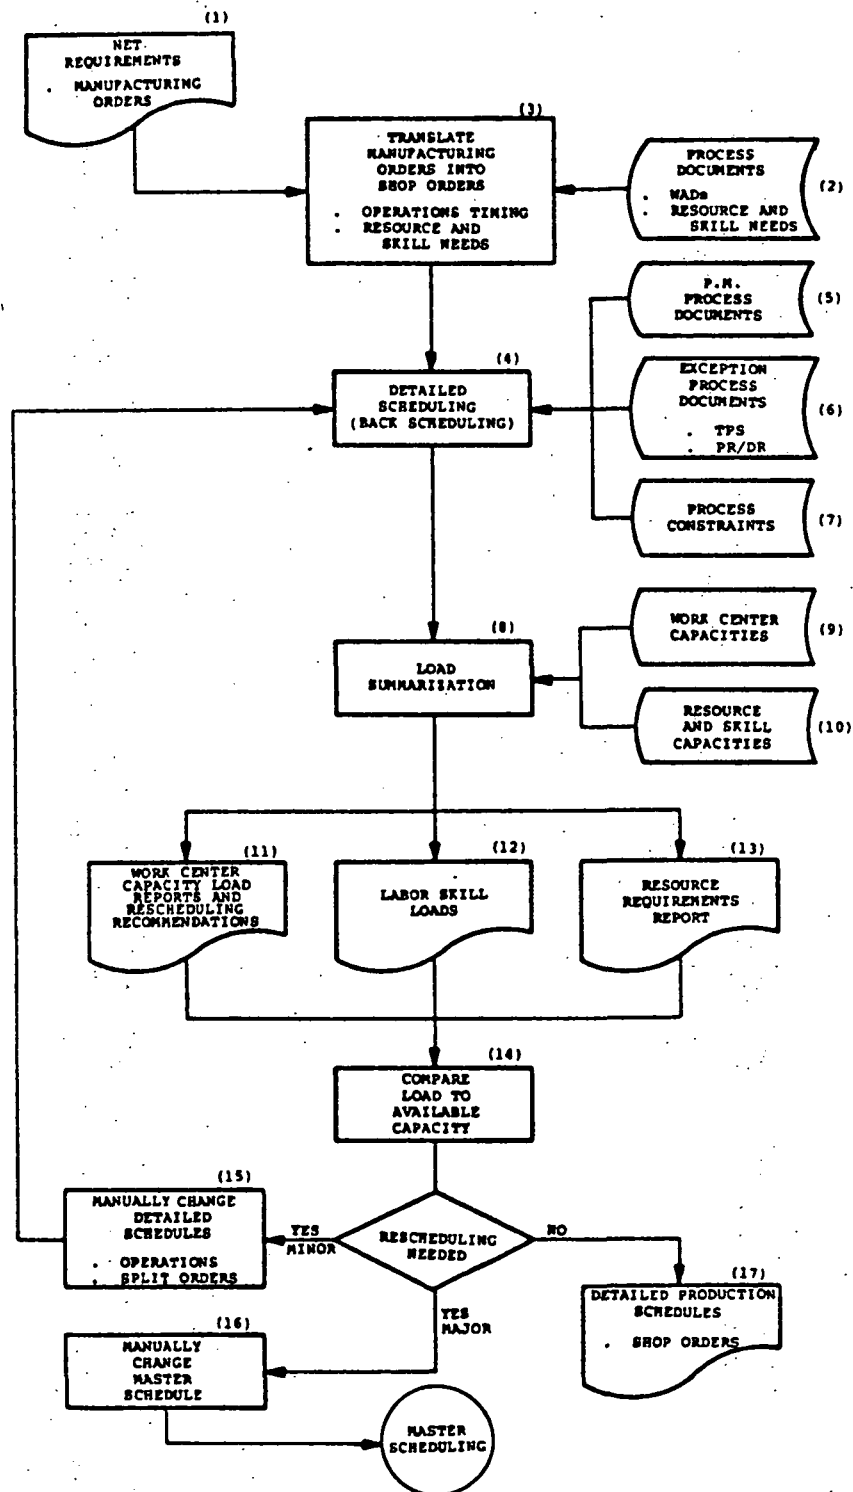 (1)
NET
REQUIREMENTS
. MANUFACTURING
ORDERS
(3)
TRANSLATE
MANUFACTURING
ORDERS INTO
SHOP ORDERS
. OPERATIONS TIMING
. RESOURCE AND
SKILL NEEDS
PROCESS
DOCUMENTS
. WADs
. RESOURCE AND
SKILL NEEDS
(2)
P.M.
PROCESS
DOCUMENTS
(5)
(4)
DETAILED
SCHEDULING
(BACK SCHEDULING)
EXCEPTION
PROCESS
DOCUMENTS
. TPS
. PR/DR
(6)
PROCESS
CONSTRAINTS
(7)
(8)
LOAD
SUMMARIZATION
WORK CENTER
CAPACITIES
(9)
RESOURCE
AND SKILL
CAPACITIES
(10)
(11)
WORK CENTER
CAPACITY LOAD
REPORTS AND
RESCHEDULING
RECOMMENDATIONS
(12)
LABOR SKILL
LOADS
(13)
RESOURCE
REQUIREMENTS
REPORT
(14)
COMPARE
LOAD TO
AVAILABLE
CAPACITY
(15)
MANUALLY CHANGE
DETAILED
SCHEDULES
. OPERATIONS
. SPLIT ORDERS
YES
MINOR
RESCHEDULING
NEEDED
NO
YES
MAJOR
(17)
DETAILED PRODUCTION
SCHEDULES
. SHOP ORDERS
(16)
MANUALLY
CHANGE
MASTER
SCHEDULE
MASTER
SCHEDULING